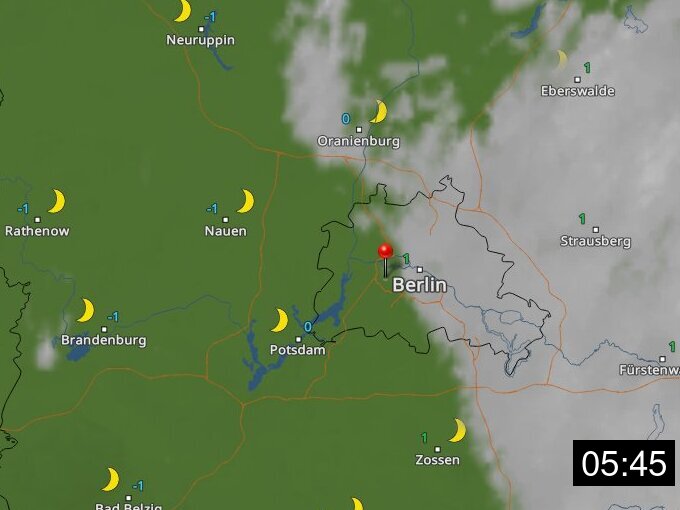 -1
Neuruppin
1
Eberswalde
0
Oranienburg
-1
Rathenow
-1
Nauen
1
Strausberg
1
Berlin
-1
Brandenburg
0
Potsdam
1
Fürstenwa
1
Zossen
05:45
-1
Bad Belzig